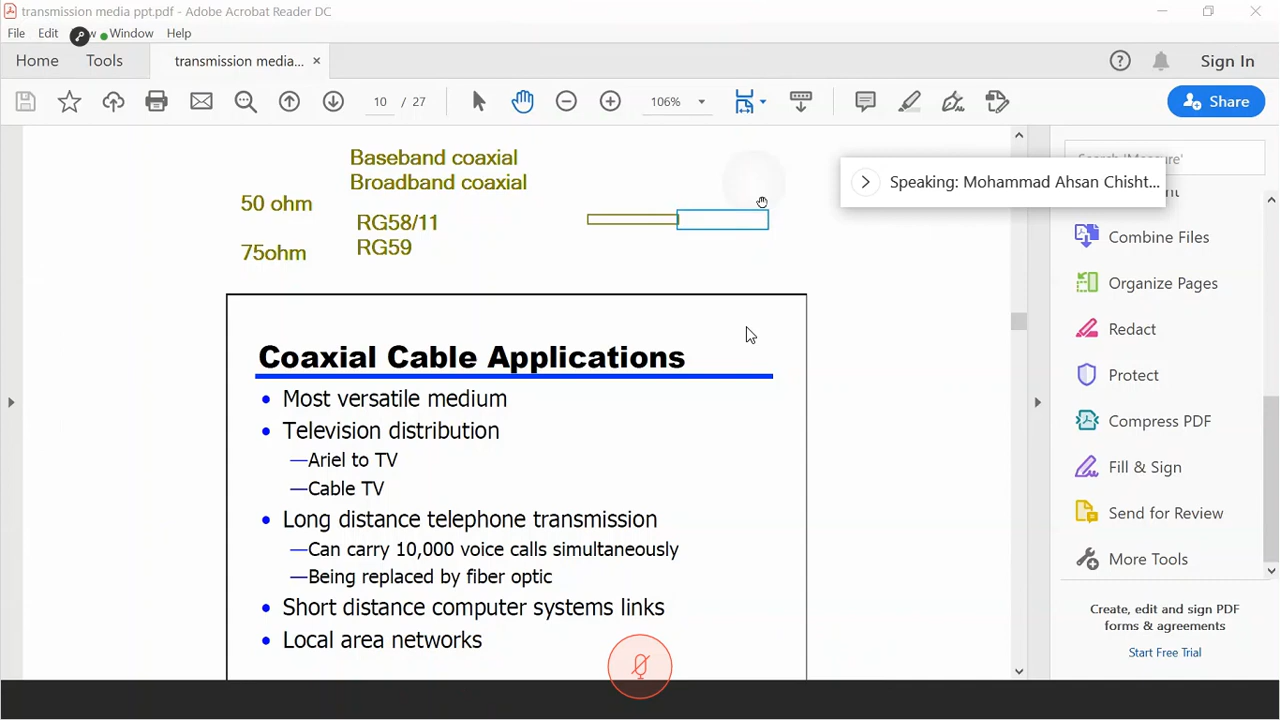 transmission media ppt.pdf - Adobe Acrobat Reader DC
File Edit Window Help
Home Tools transmission media... ×
Sign In
10 / 27
106%
Share
Baseband coaxial
Broadband coaxial
50 ohm
RG58/11
75ohm
RG59
Speaking: Mohammad Ahsan Chisht...
Coaxial Cable Applications
• Most versatile medium
• Television distribution
—Ariel to TV
—Cable TV
• Long distance telephone transmission
—Can carry 10,000 voice calls simultaneously
—Being replaced by fiber optic
• Short distance computer systems links
• Local area networks
Combine Files
Organize Pages
Redact
Protect
Compress PDF
Fill & Sign
Send for Review
More Tools
Create, edit and sign PDF
forms & agreements
Start Free Trial